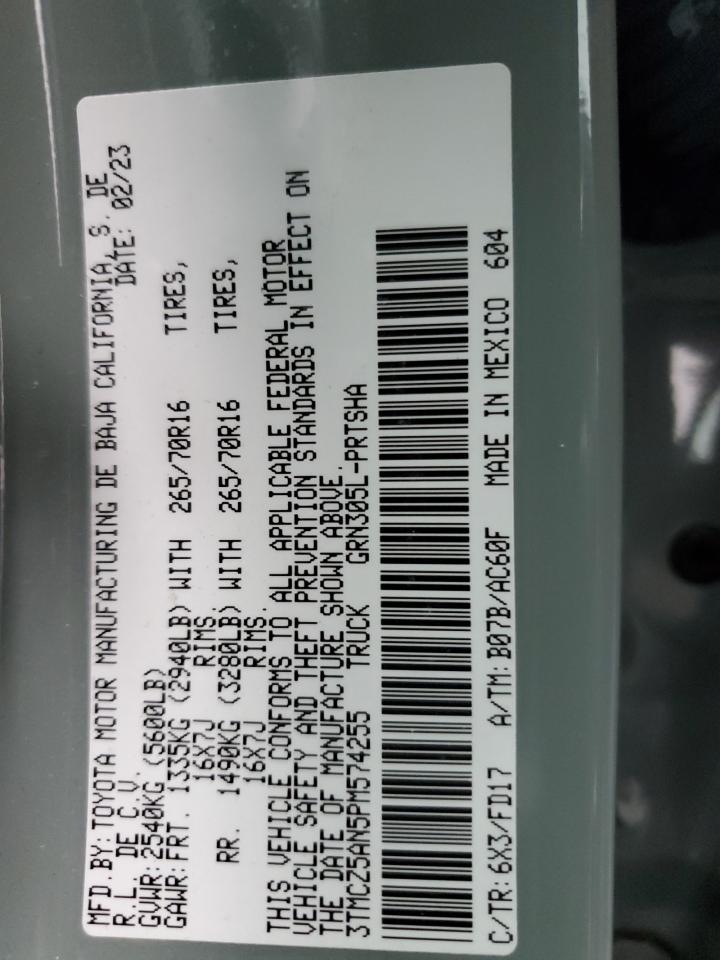 MFD.BY: TOYOTA MOTOR MANUFACTURING DE BAJA CALIFORNIA, S. DE
R.L. DE C.V. DATE: 02/23
GVWR: 2540KG (5600LB)
GAWR: FRT. 1335KG (2940LB) WITH 265/70R16 TIRES,
16X7J RIMS.
RR. 1490KG (3280LB) WITH 265/70R16 TIRES,
16X7J RIMS.
THIS VEHICLE CONFORMS TO ALL APPLICABLE FEDERAL MOTOR
VEHICLE SAFETY AND THEFT PREVENTION STANDARDS IN EFFECT ON
THE DATE OF MANUFACTURE SHOWN ABOVE.
3TMCZ5AN5PM574255 TRUCK GRN305L-PRTSHA
C/TR: 6X3/FD17 A/TM: B07B/AC60F MADE IN MEXICO 604